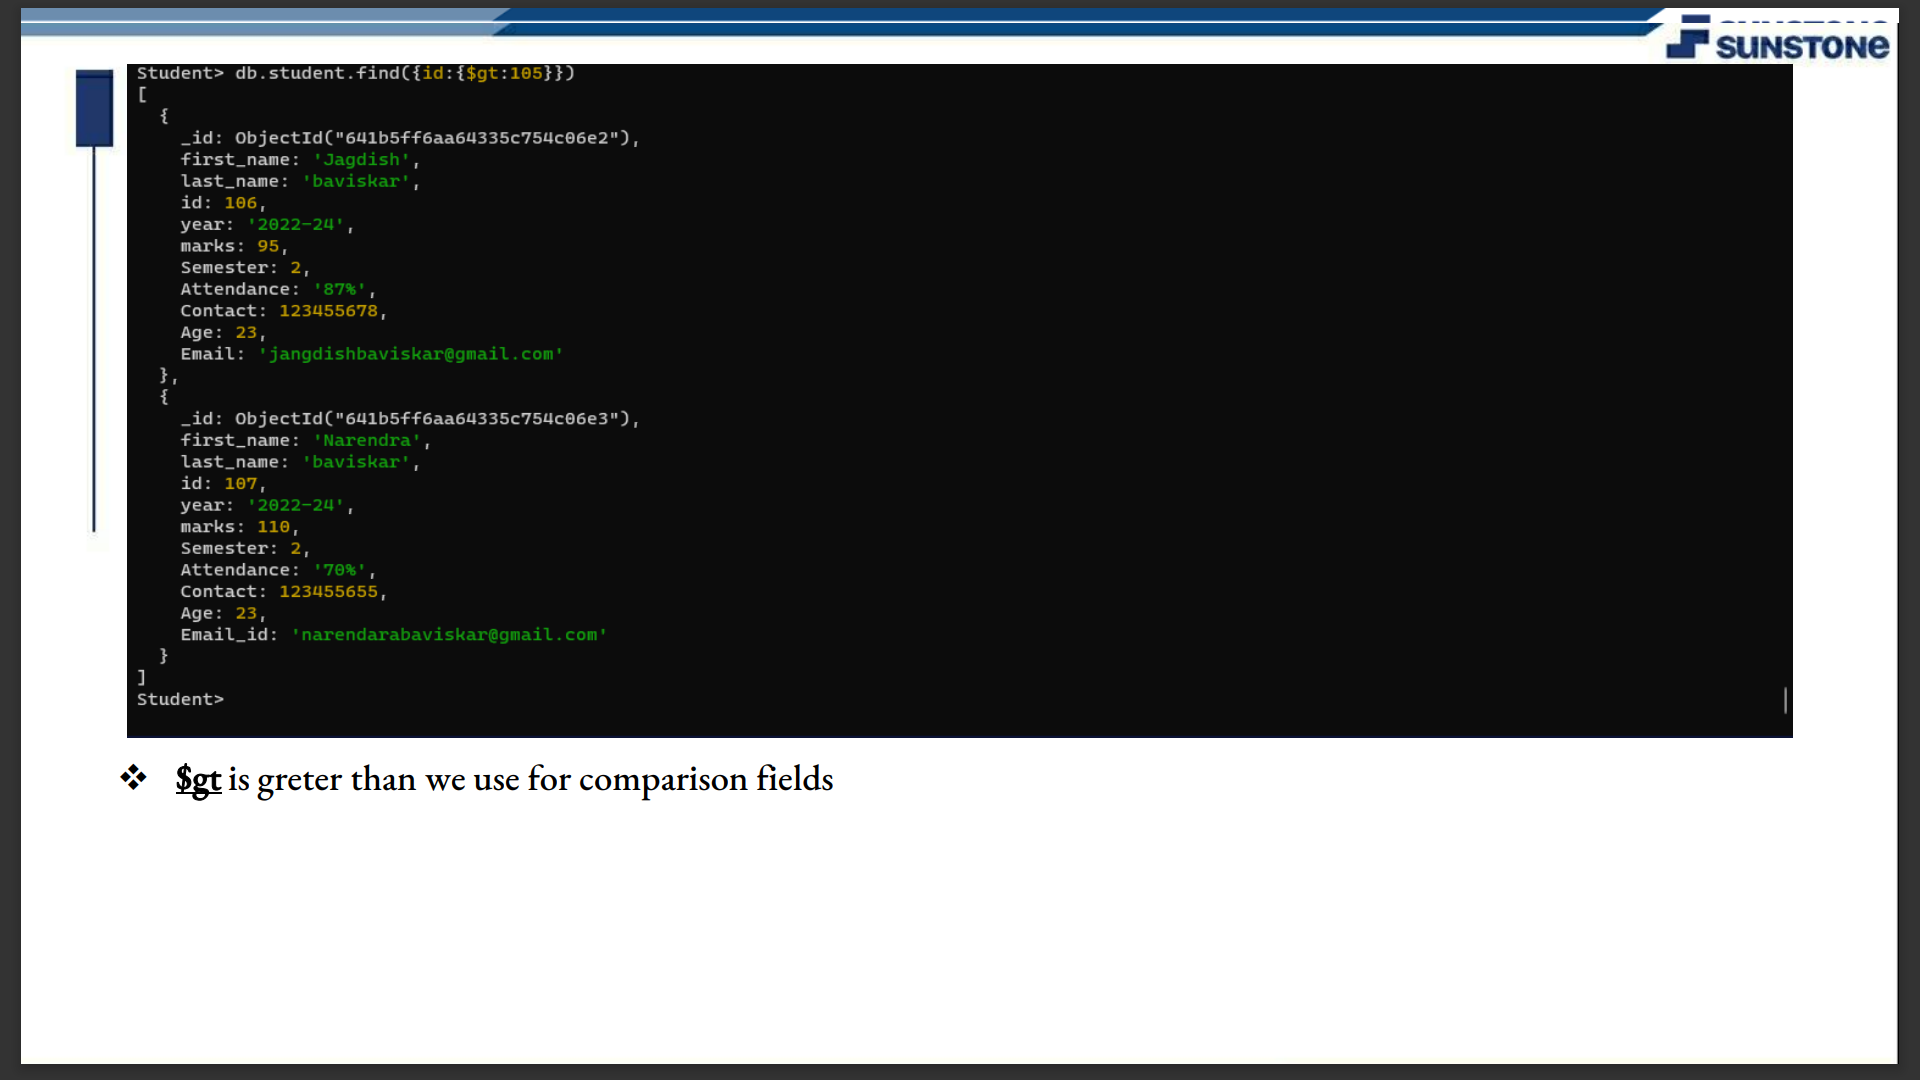 SUNSTONE
Student> db.student.find({id:{$gt:105}})
[
{
_id: ObjectId("641b5ff6aa64335c754c06e2"),
first_name: 'Jagdish',
last_name: 'baviskar',
id: 106,
year: '2022-24',
marks: 95,
Semester: 2,
Attendance: '87%',
Contact: 123455678,
Age: 23,
Email: 'jangdishbaviskar@gmail.com'
},
{
_id: ObjectId("641b5ff6aa64335c754c06e3"),
first_name: 'Narendra',
last_name: 'baviskar',
id: 107,
year: '2022-24',
marks: 110,
Semester: 2,
Attendance: '70%',
Contact: 123455655,
Age: 23,
Email_id: 'narendarabaviskar@gmail.com'
}
]
Student>
❖ $gt is greter than we use for comparison fields